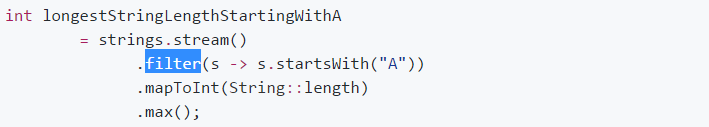 int longestStringLengthStartingWithA
= strings.stream()
.filter(s -> s.startsWith("A"))
.mapToInt(String::length)
.max();